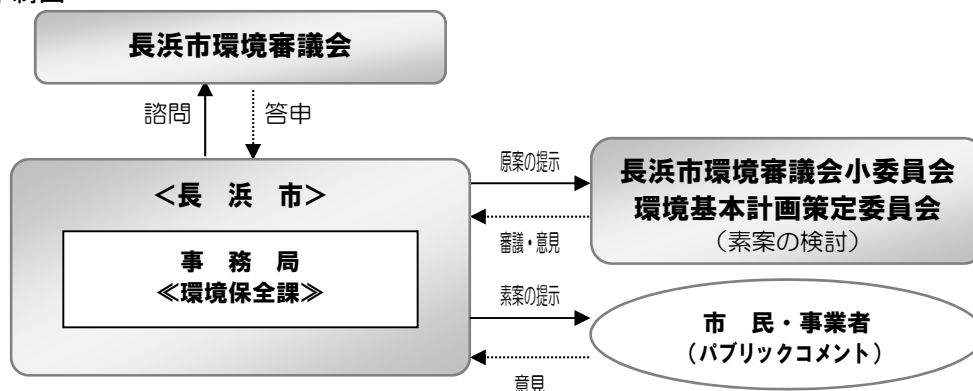 長浜市環境審議会
諮問
答申
<長 浜 市>
事 務 局
≪環境保全課≫
原案の提示
審議・意見
長浜市環境審議会小委員会
環境基本計画策定委員会
(素案の検討)
素案の提示
意見
市 民・事業者
(パブリックコメント)